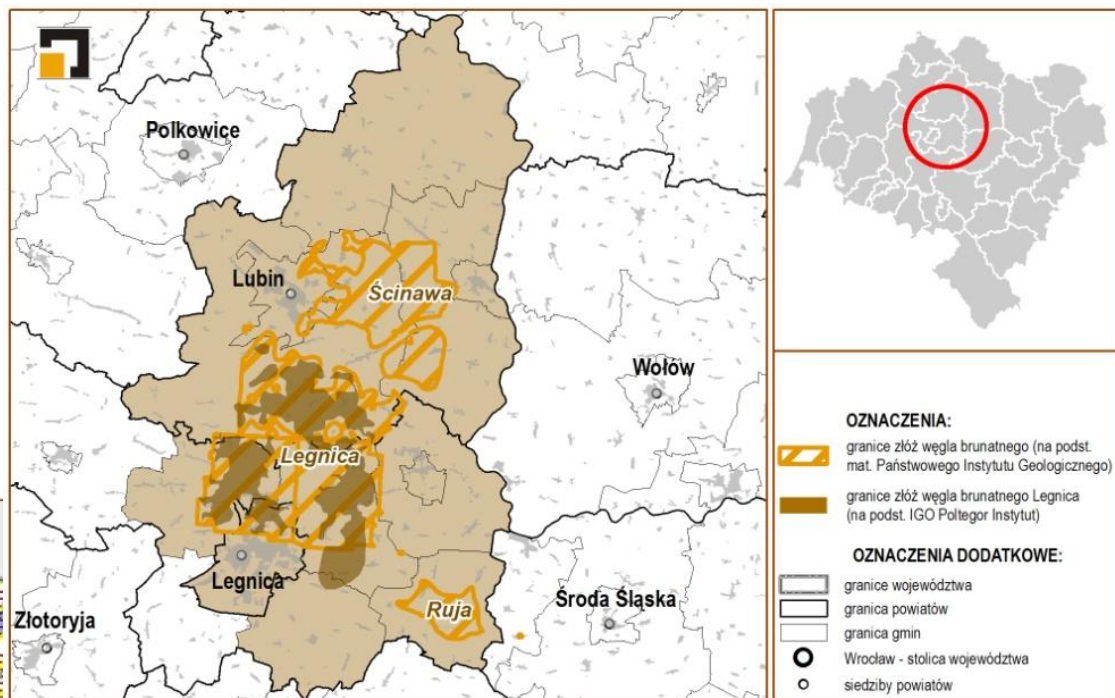 Polkowice
Lubin
Ścinawa
Wołów
Legnica
Legnica
Ruja
Środa Śląska
Złotoryja
OZNACZENIA:
granice złóż węgla brunatnego (na podst.
mat. Państwowego Instytutu Geologicznego)
granice złóż węgla brunatnego Legnica
(na podst. IGO Poltegor Instytut)
OZNACZENIA DODATKOWE:
granice województwa
granica powiatów
granica gmin
Wrocław - stolica województwa
siedziby powiatów